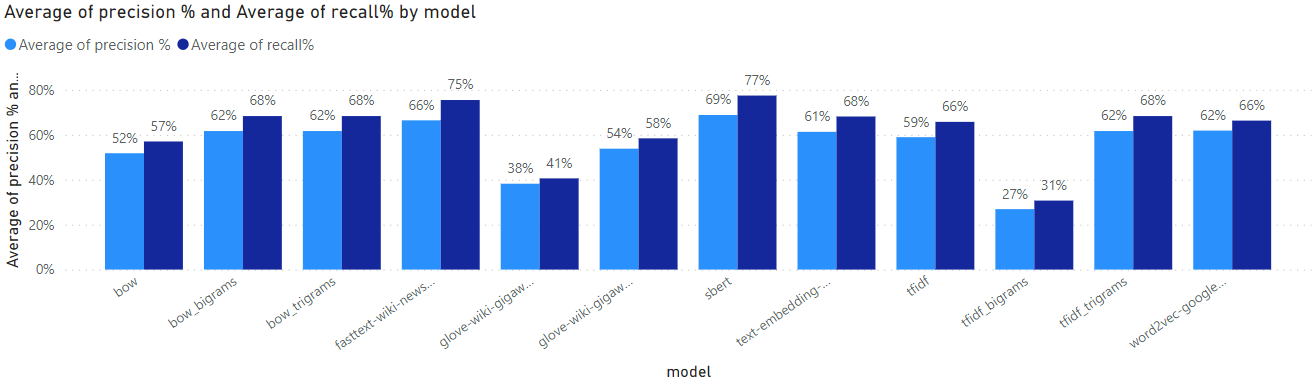 Average of precision % and Average of recall% by model
Average of precision % Average of recall%
Average of precision % an...
80%
60%
40%
20%
0%
52% 57%
62% 68%
62% 68%
66% 75%
38% 41%
54% 58%
69% 77%
61% 68%
59% 66%
27% 31%
62% 68%
62% 66%
bow
bow_bigrams
bow_trigrams
fasttext-wiki-news...
glove-wiki-gigaw...
glove-wiki-gigaw...
sbert
text-embedding-...
tfidf
tfidf_bigrams
tfidf_trigrams
word2vec-google...
model